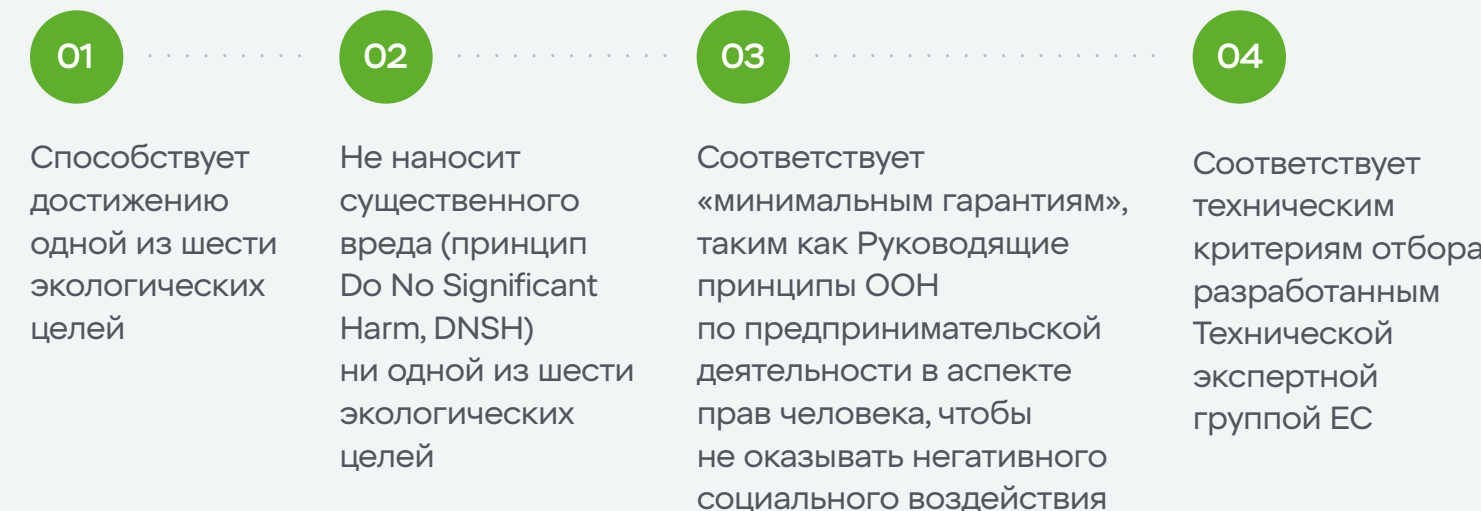 01
Способствует
достижению
одной из шести
экологических
целей
02
Не наносит
существенного
вреда (принцип
Do No Significant
Harm, DNSH)
ни одной из шести
экологических
целей
03
Соответствует
«минимальным гарантиям»,
таким как Руководящие
принципы ООН
по предпринимательской
деятельности в аспекте
прав человека, чтобы
не оказывать негативного
социального воздействия
04
Соответствует
техническим
критериям отбора
разработанным
Технической
экспертной
группой ЕС